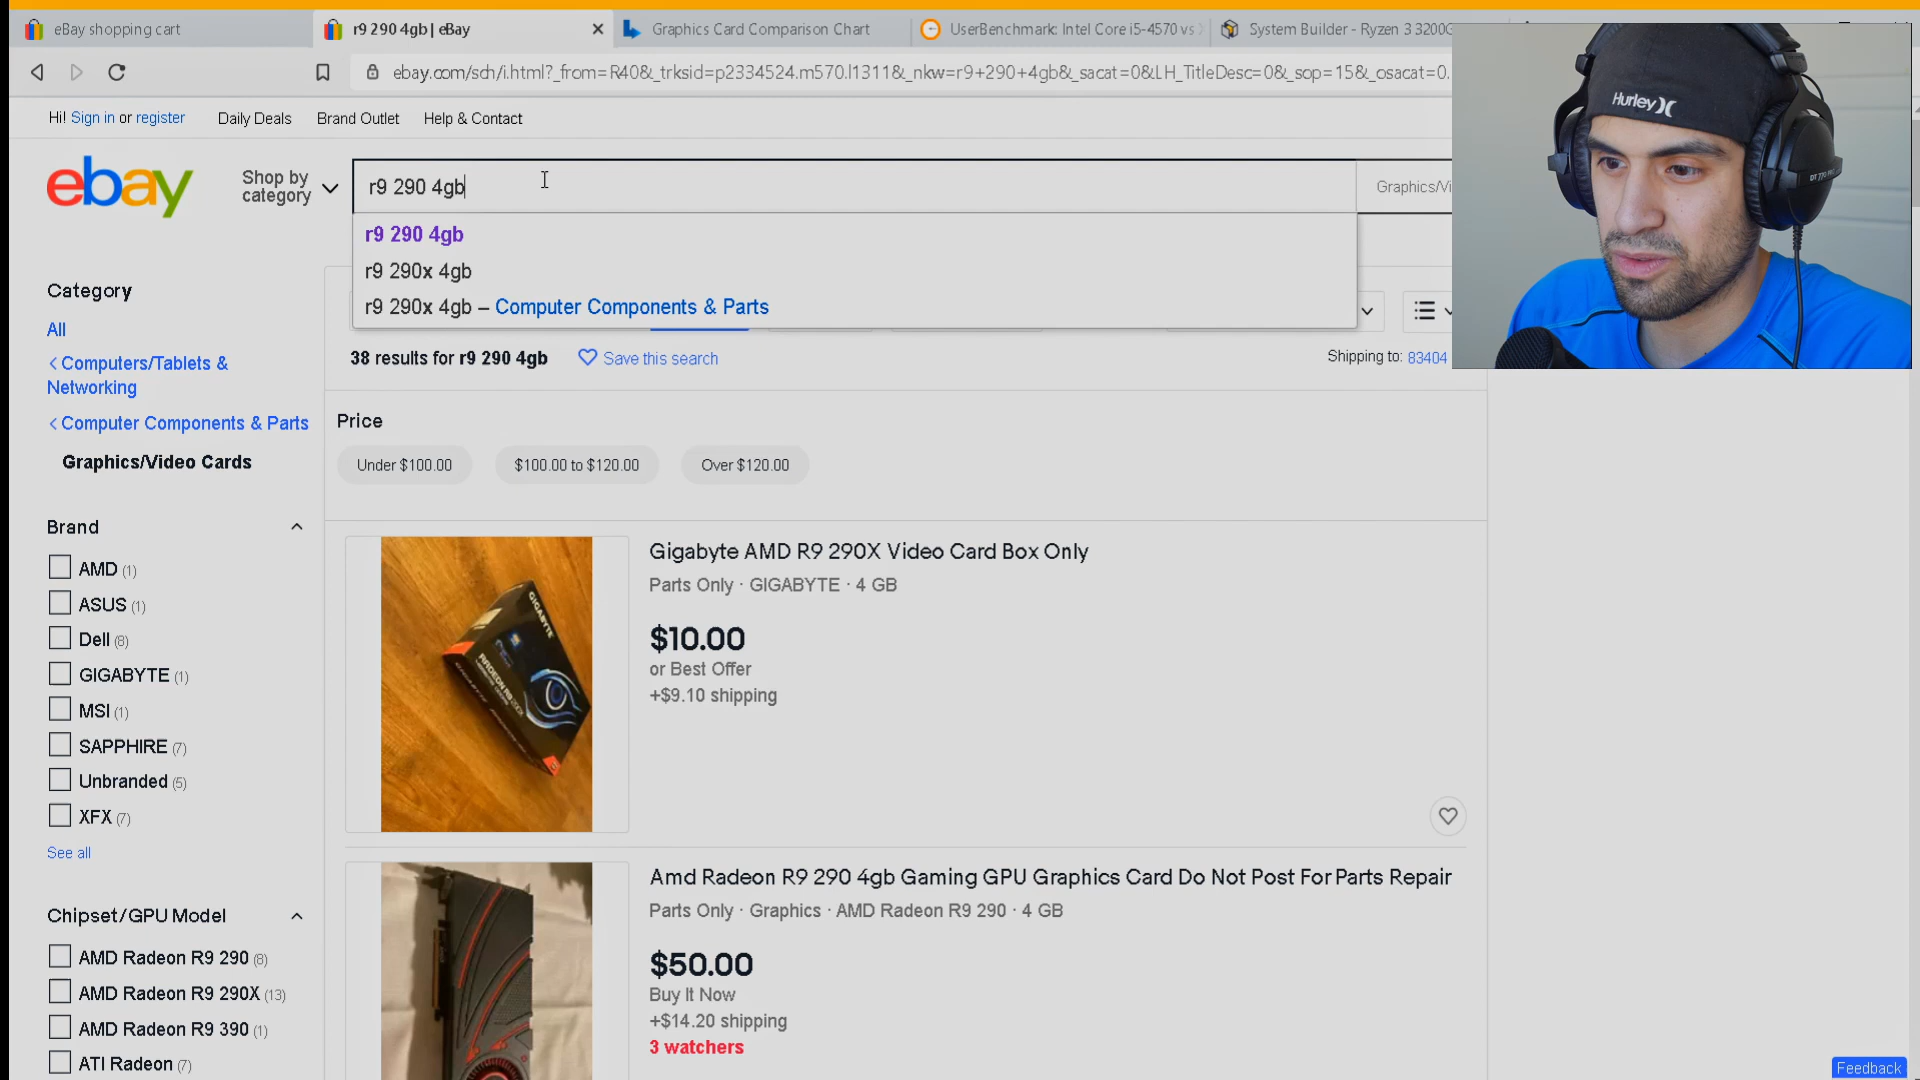 eBay shopping cart
r9 290 4gb | eBay
Graphics Card Comparison Chart
UserBenchmark: Intel Core i5-4570 vs
System Builder - Ryzen 3 3200G
ebay.com/sch/i.html?_from=R40&_trksid=p2334524.m570.l1311&_nkw=r9+290+4gb&_sacat=0&LH_TitleDesc=0&_sop=15&_osacat=0.
Hi! Sign in or register
Daily Deals
Brand Outlet
Help & Contact
ebay
Shop by
category
r9 290 4gb
Graphics/Vi
r9 290 4gb
r9 290x 4gb
r9 290x 4gb – Computer Components & Parts
38 results for r9 290 4gb
Save this search
Shipping to: 83404
Category
All
Computers/Tablets &
Networking
Computer Components & Parts
Graphics/Video Cards
Brand
AMD (1)
ASUS (1)
Dell (8)
GIGABYTE (1)
MSI (1)
SAPPHIRE (7)
Unbranded (5)
XFX (7)
See all
Chipset/GPU Model
AMD Radeon R9 290 (8)
AMD Radeon R9 290X (13)
AMD Radeon R9 390 (1)
ATI Radeon (7)
Price
Under $100.00
$100.00 to $120.00
Over $120.00
Gigabyte AMD R9 290X Video Card Box Only
Parts Only · GIGABYTE · 4 GB
$10.00
or Best Offer
+$9.10 shipping
GIGABYTE
Amd Radeon R9 290 4gb Gaming GPU Graphics Card Do Not Post For Parts Repair
Parts Only · Graphics · AMD Radeon R9 290 · 4 GB
$50.00
Buy It Now
+$14.20 shipping
3 watchers
Hurley
DT 770 PRO
Feedback